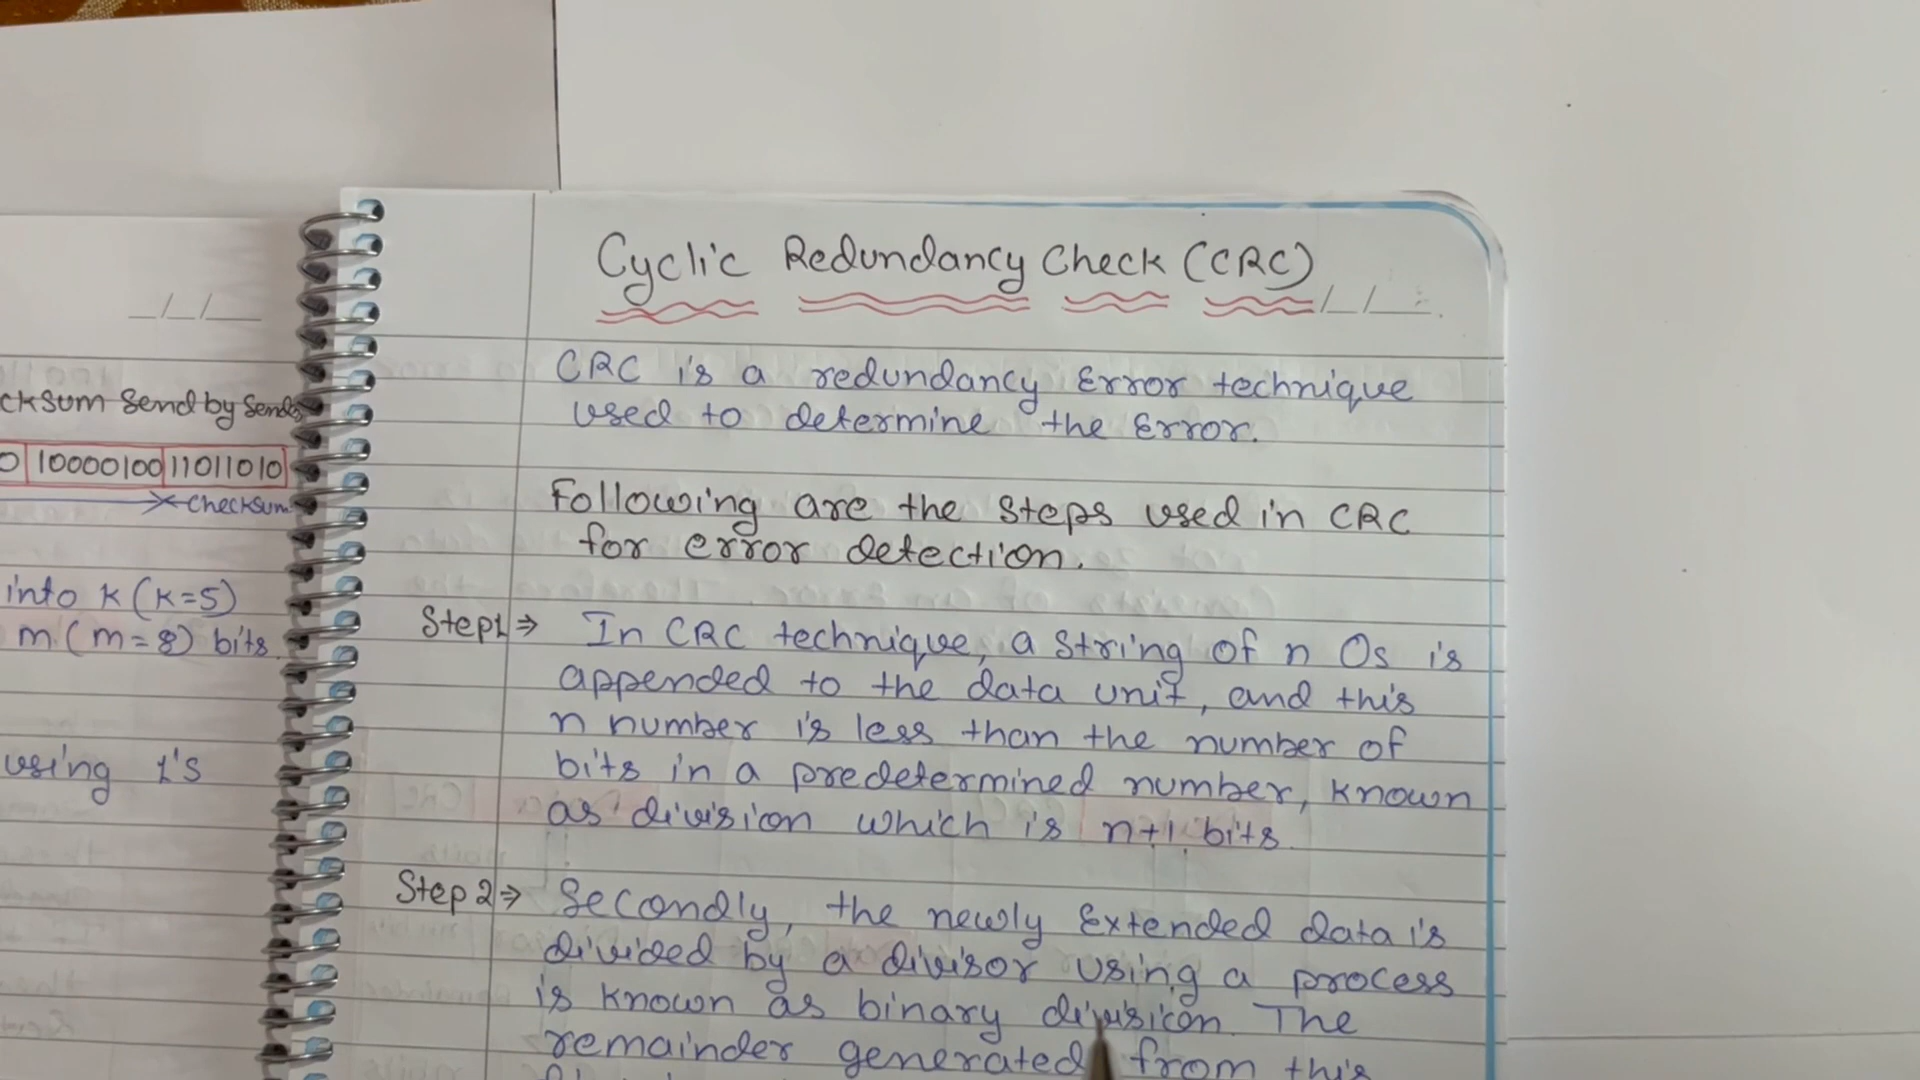 cksum Send by Sende
0 10000100 11011010
checksum
into k (k=5)
m (m=8) bits
using 1's
Cyclic Redundancy Check (CRC)
CRC is a redundancy Error technique
used to determine the Error.
Following are the steps used in CRC
for error detection.
Step1⇒ In CRC technique, a string of n 0s is
appended to the data unit, and this
n number is less than the number of
bits in a predetermined number, known
as division which is n+1 bits
Step 2⇒ Secondly, the newly Extended data is
divided by a divisor using a process
is known as binary division. The
remainder generated from this